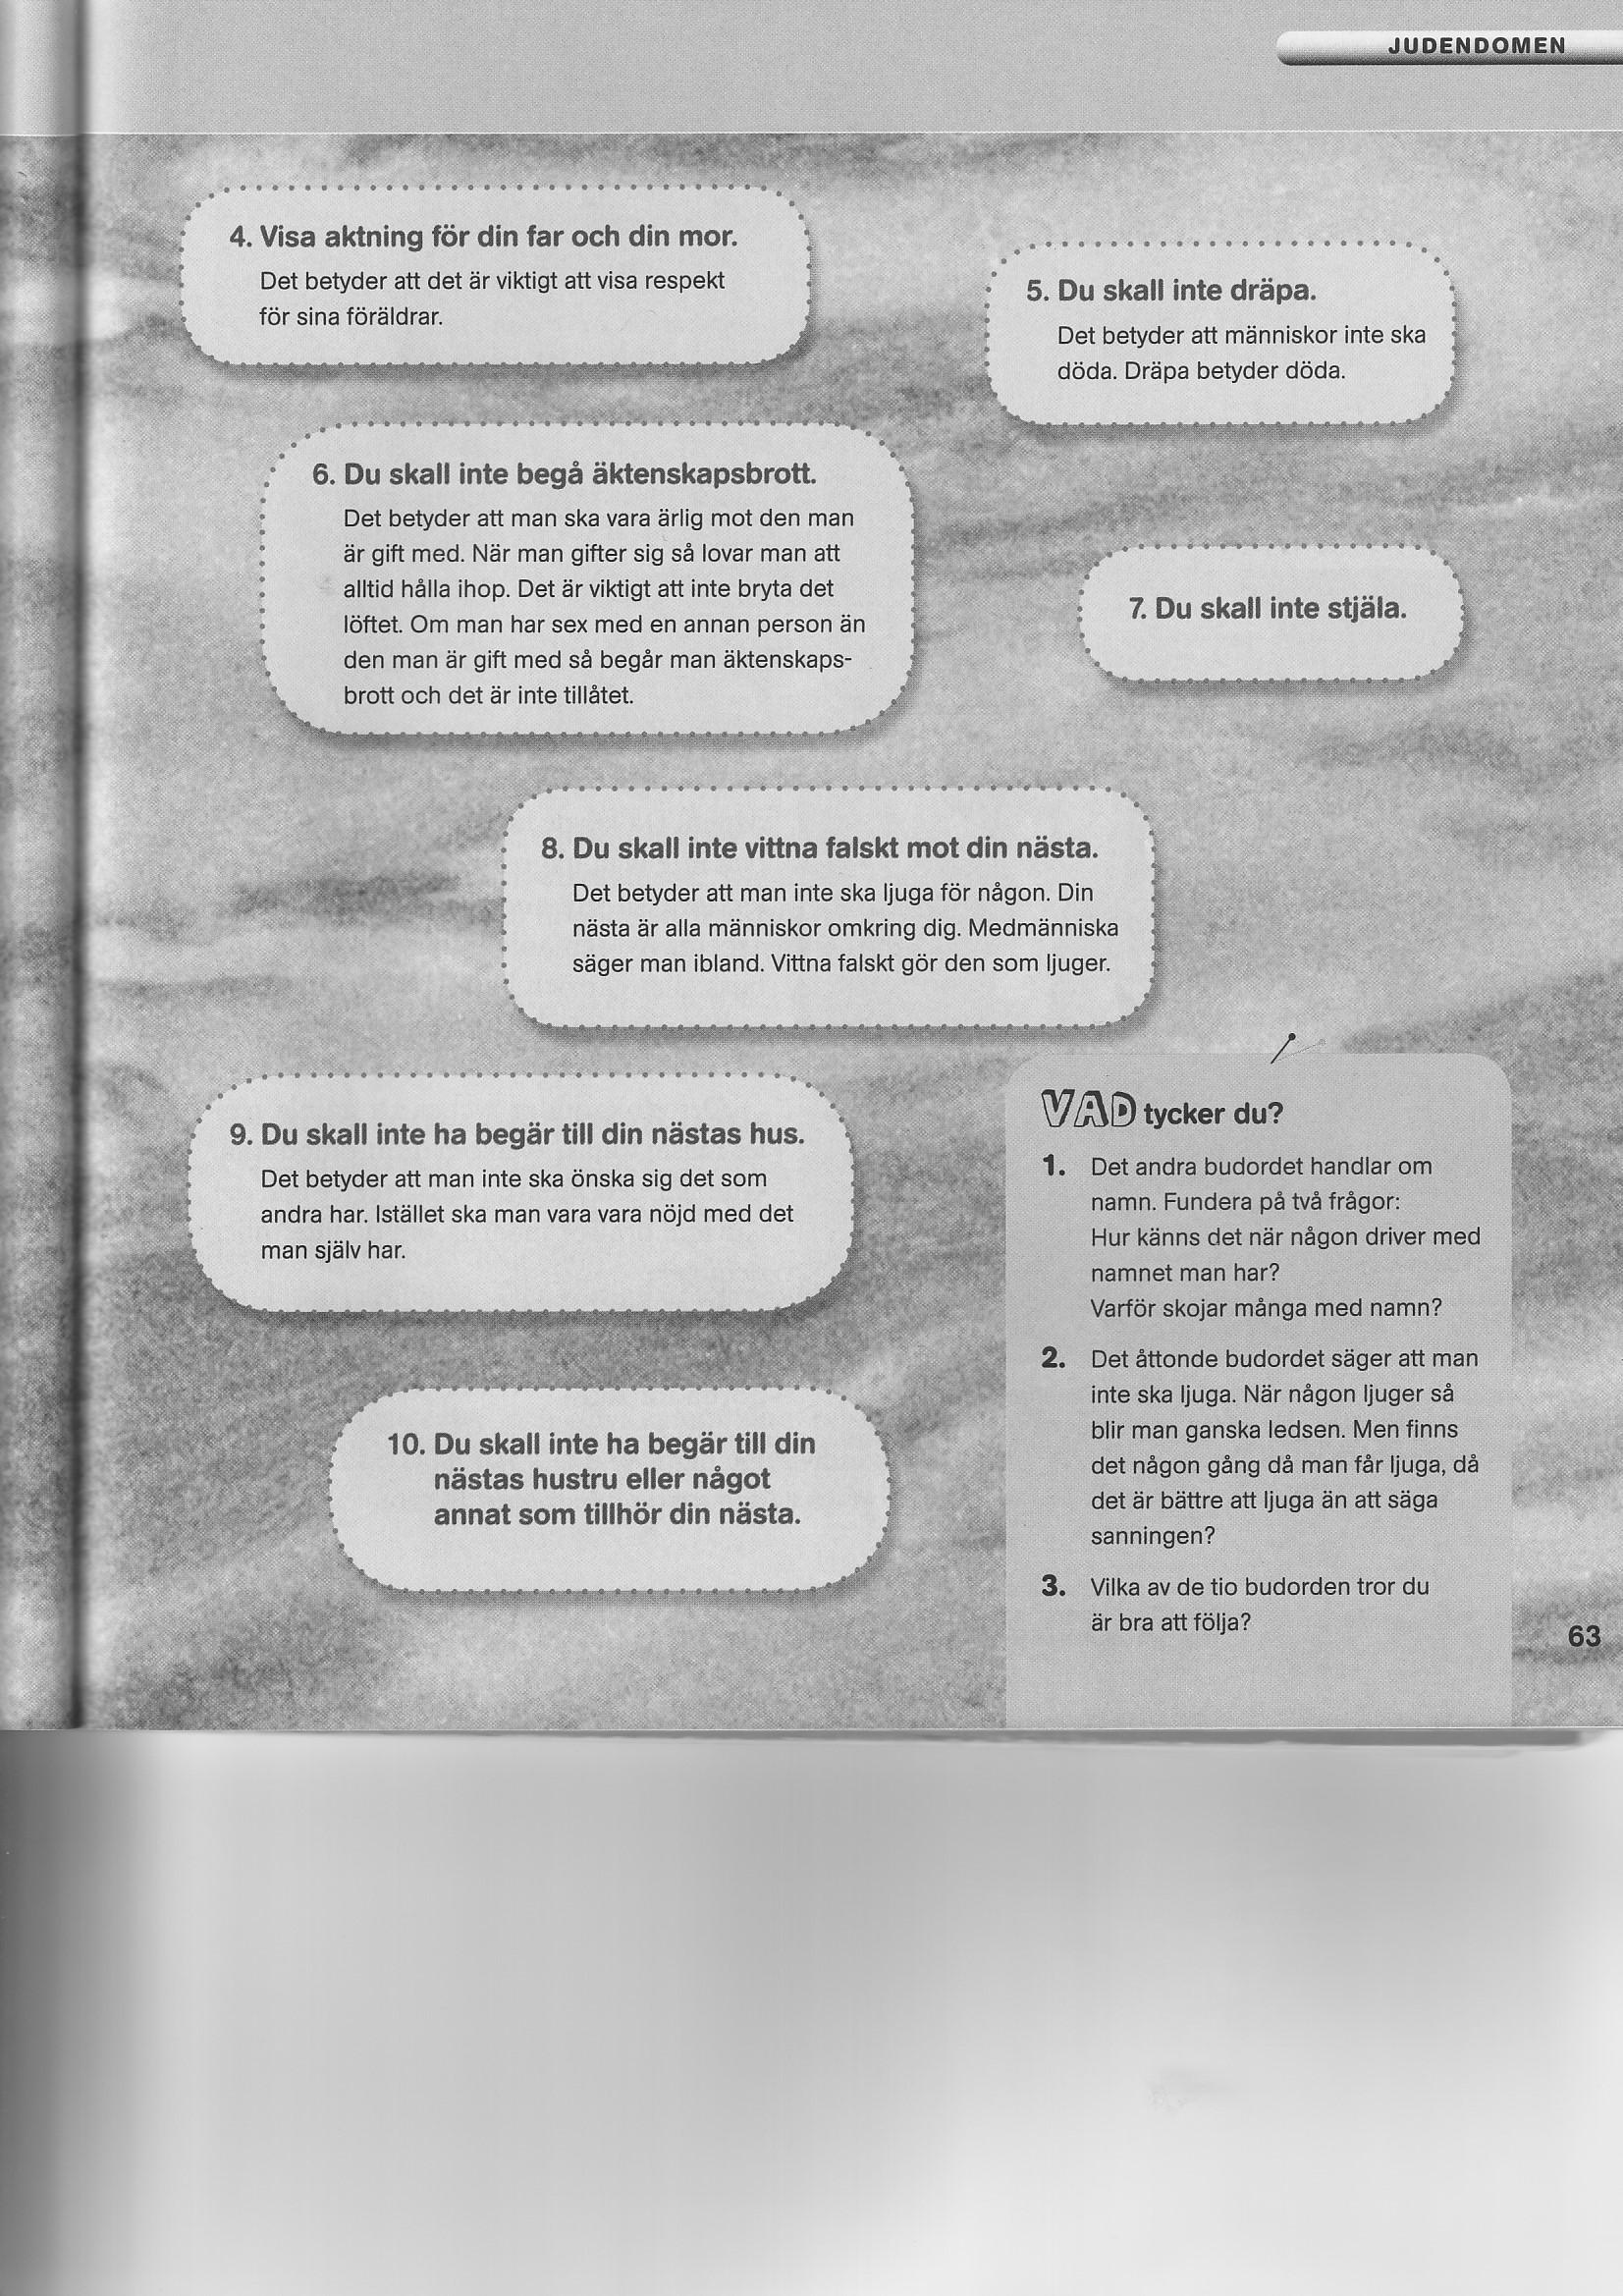 JUDENDOMEN
4. Visa aktning för din far och din mor.
Det betyder att det är viktigt att visa respekt
för sina föräldrar.
5. Du skall inte dräpa.
Det betyder att människor inte ska
döda. Dräpa betyder döda.
6. Du skall inte begå äktenskapsbrott.
Det betyder att man ska vara ärlig mot den man
är gift med. När man gifter sig så lovar man att
alltid hålla ihop. Det är viktigt att inte bryta det
löftet. Om man har sex med en annan person än
den man är gift med så begår man äktenskaps-
brott och det är inte tillåtet.
7. Du skall inte stjäla.
8. Du skall inte vittna falskt mot din nästa.
Det betyder att man inte ska ljuga för någon. Din
nästa är alla människor omkring dig. Medmänniska
säger man ibland. Vittna falskt gör den som ljuger.
9. Du skall inte ha begär till din nästas hus.
Det betyder att man inte ska önska sig det som
andra har. Istället ska man vara vara nöjd med det
man själv har.
10. Du skall inte ha begär till din
nästas hustru eller något
annat som tillhör din nästa.
VAD tycker du?
1. Det andra budordet handlar om
namn. Fundera på två frågor:
Hur känns det när någon driver med
namnet man har?
Varför skojar många med namn?
2. Det åttonde budordet säger att man
inte ska ljuga. När någon ljuger så
blir man ganska ledsen. Men finns
det någon gång då man får ljuga, då
det är bättre att ljuga än att säga
sanningen?
3. Vilka av de tio budorden tror du
är bra att följa?
63